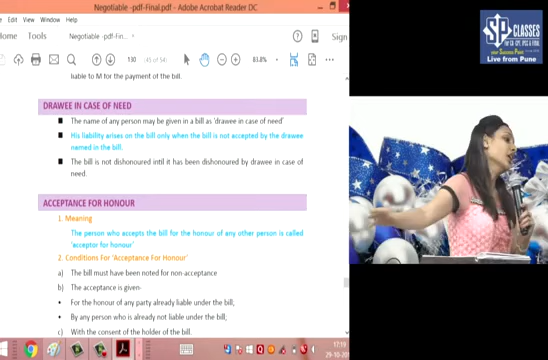 Negotiable -pdf-Final.pdf - Adobe Acrobat Reader DC
Edit View Window Help
Home Tools Negotiable -pdf-Fin... Sign
130 (45 of 54) 83.8%
liable to M for the payment of the bill.
DRAWEE IN CASE OF NEED
The name of any person may be given in a bill as 'drawee in case of need'
His liability arises on the bill only when the bill is not accepted by the drawee
named in the bill.
The bill is not dishonoured until it has been dishonoured by drawee in case of
need.
ACCEPTANCE FOR HONOUR
1. Meaning
The person who accepts the bill for the honour of any other person is called
'acceptor for honour'
2. Conditions For 'Acceptance For Honour'
a) The bill must have been noted for non-acceptance
b) The acceptance is given-
• For the honour of any party already liable under the bill,
• By any person who is already not liable under the bill;
c) With the consent of the holder of the bill.
17:19
29-10-20
SP CLASSES
FOR CA- CPT, IPCC & FINAL
Live from Pune